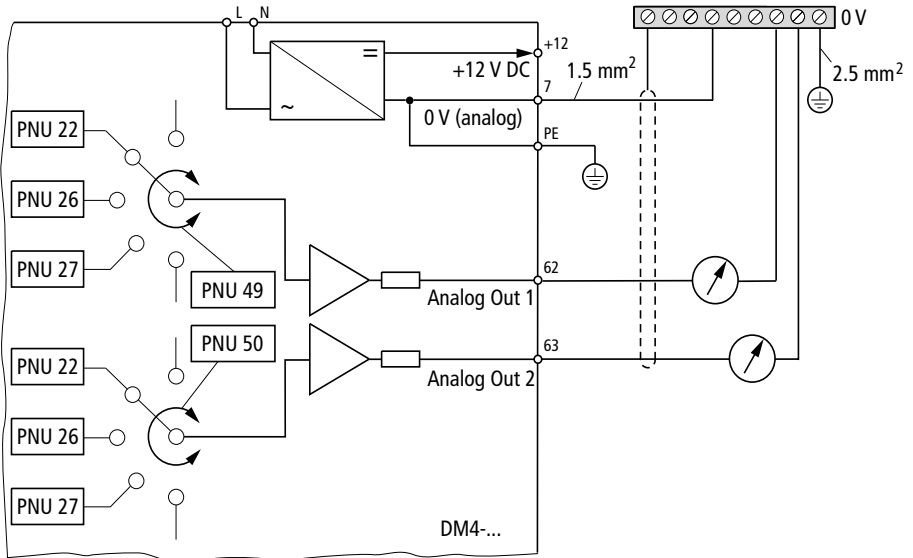 L N
0 V
+12
+12 V DC
1.5 mm²
2.5 mm²
7
~
=
0 V (analog)
PE
PNU 22
PNU 26
PNU 27
PNU 49
62
Analog Out 1
PNU 50
63
Analog Out 2
PNU 22
PNU 26
PNU 27
DM4-...